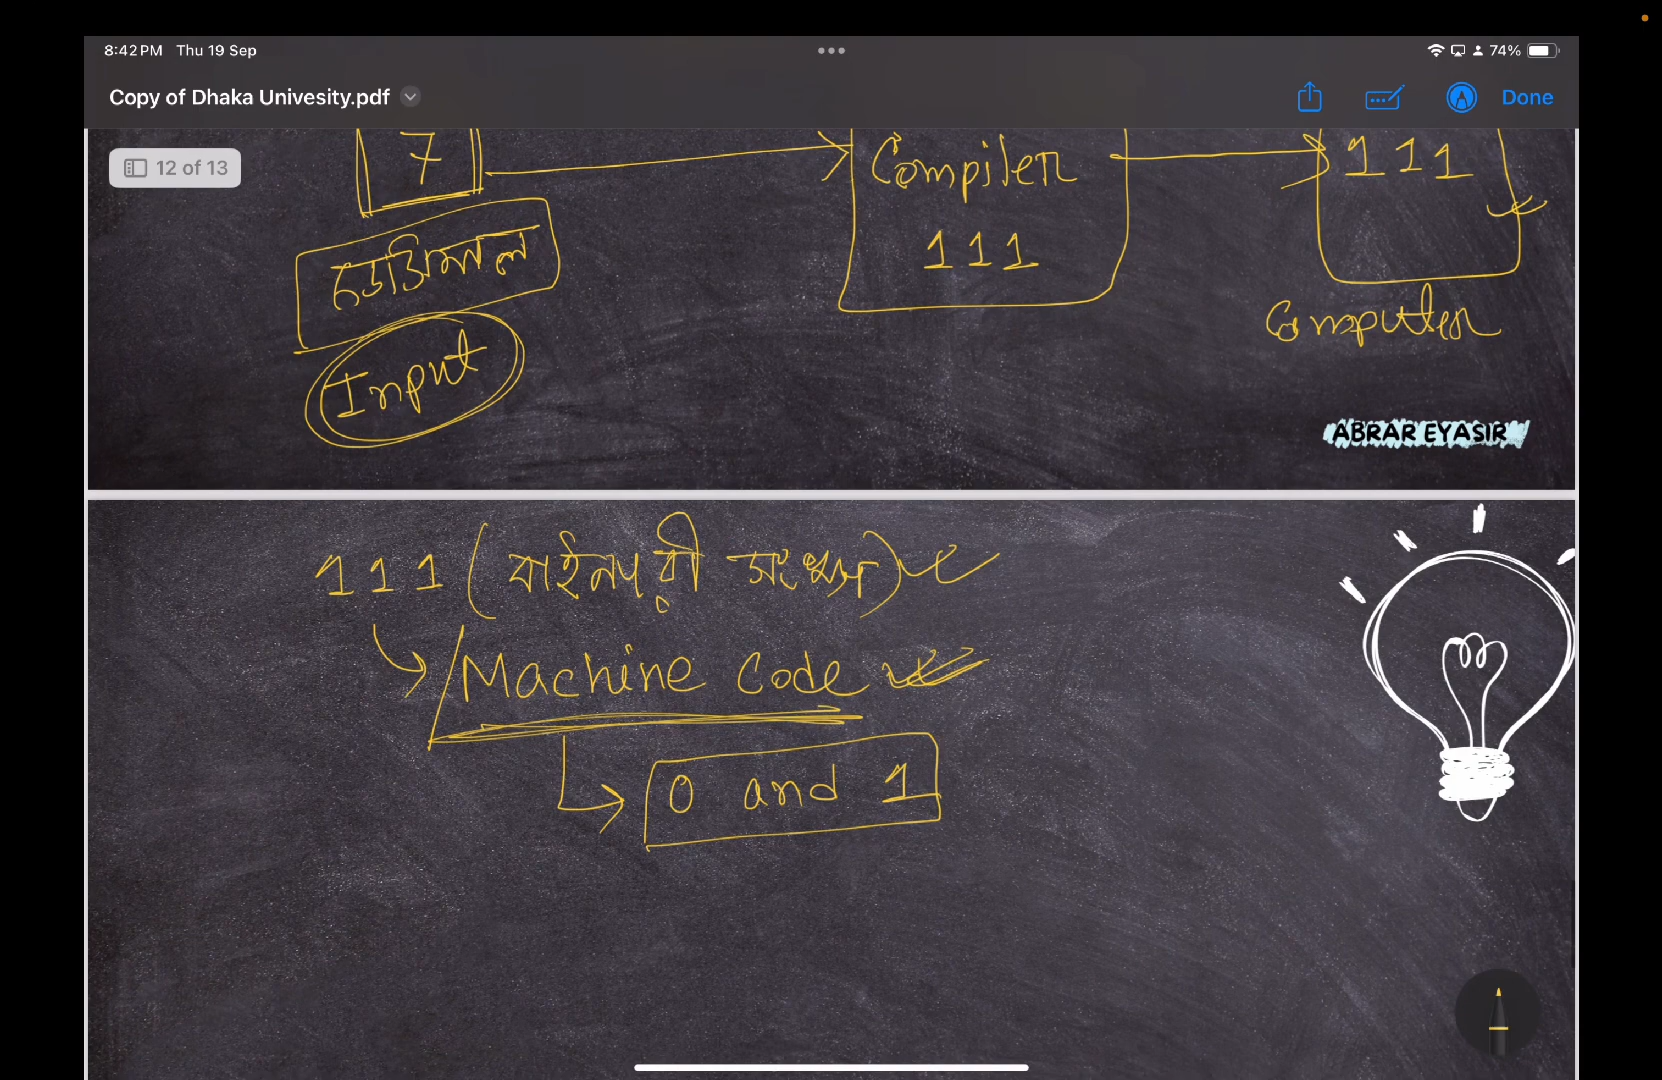 8:42 PM Thu 19 Sep
74%
Copy of Dhaka Univesity.pdf
Done
12 of 13
7
Compiler
111
111
ডেসিমাল
Input
Computer
ABRAR EYASIR
111 (বাইনারী সংখ্যা)
Machine Code
0 and 1